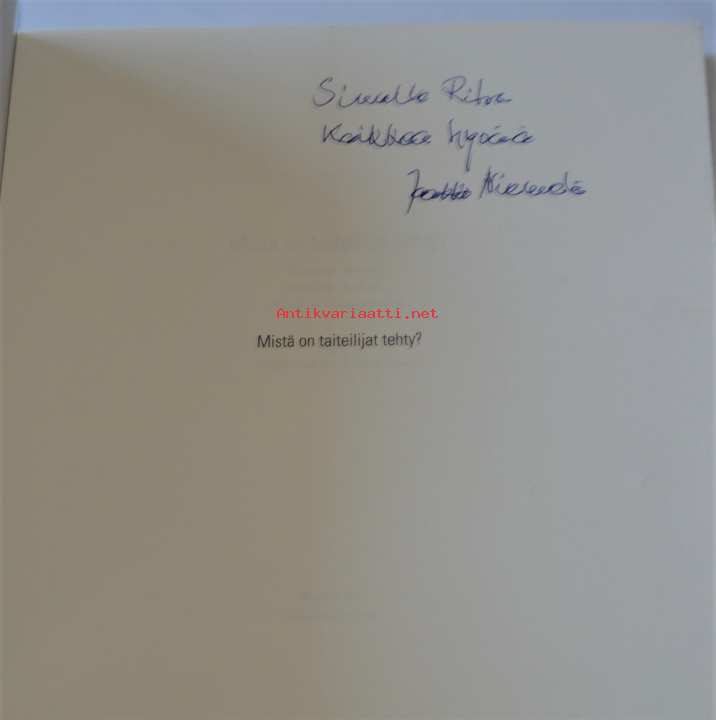 Sinulle Ritva
Kaikkea hyvää
Antikvariaatti.net
Mistä on taiteilijat tehty?